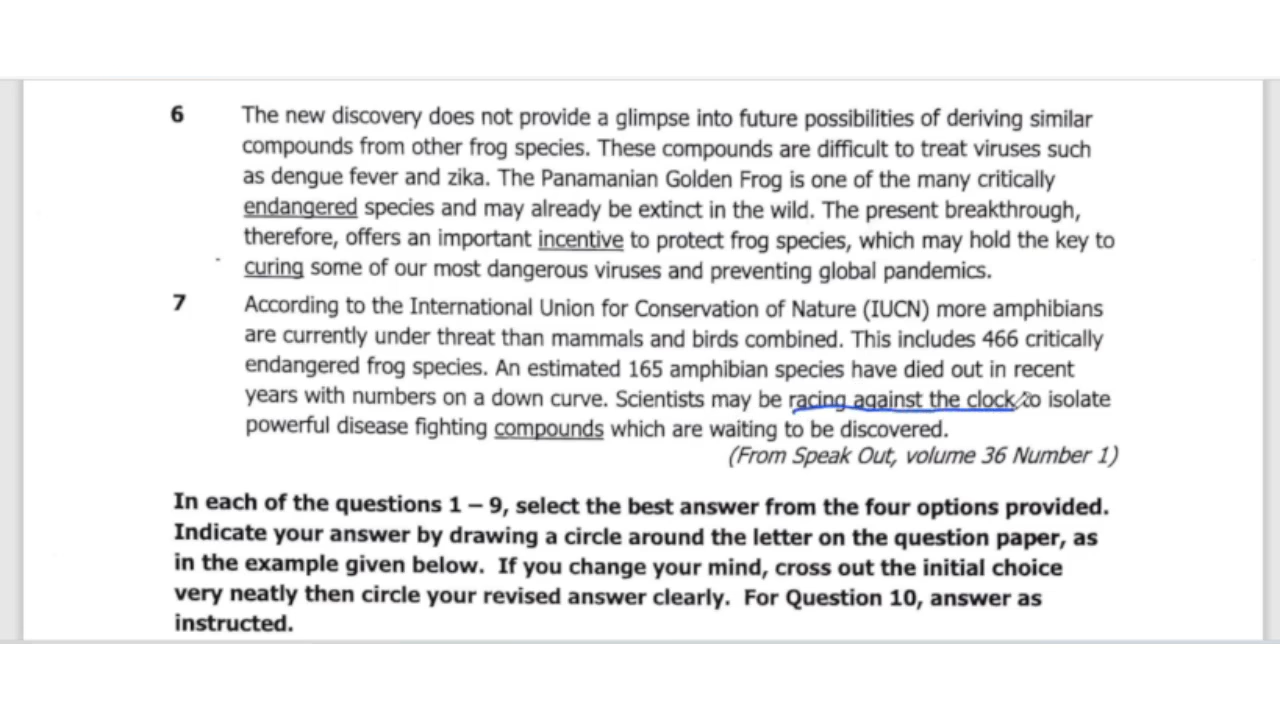 6 The new discovery does not provide a glimpse into future possibilities of deriving similar
compounds from other frog species. These compounds are difficult to treat viruses such
as dengue fever and zika. The Panamanian Golden Frog is one of the many critically
endangered species and may already be extinct in the wild. The present breakthrough,
therefore, offers an important incentive to protect frog species, which may hold the key to
curing some of our most dangerous viruses and preventing global pandemics.
7 According to the International Union for Conservation of Nature (IUCN) more amphibians
are currently under threat than mammals and birds combined. This includes 466 critically
endangered frog species. An estimated 165 amphibian species have died out in recent
years with numbers on a down curve. Scientists may be racing against the clock to isolate
powerful disease fighting compounds which are waiting to be discovered.
(From Speak Out, volume 36 Number 1)
In each of the questions 1 – 9, select the best answer from the four options provided.
Indicate your answer by drawing a circle around the letter on the question paper, as
in the example given below. If you change your mind, cross out the initial choice
very neatly then circle your revised answer clearly. For Question 10, answer as
instructed.